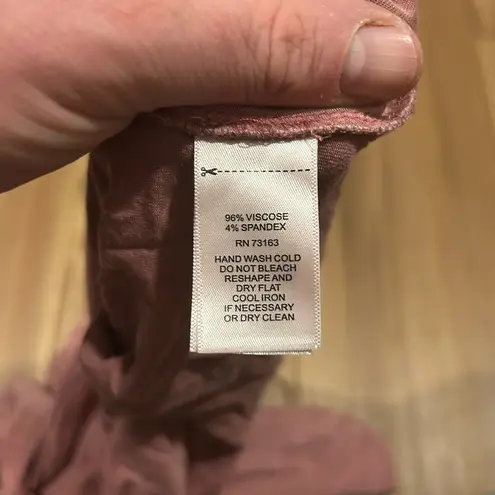 96% VISCOSE
4% SPANDEX
RN 73163
HAND WASH COLD
DO NOT BLEACH
RESHAPE AND
DRY FLAT
COOL IRON
IF NECESSARY
OR DRY CLEAN